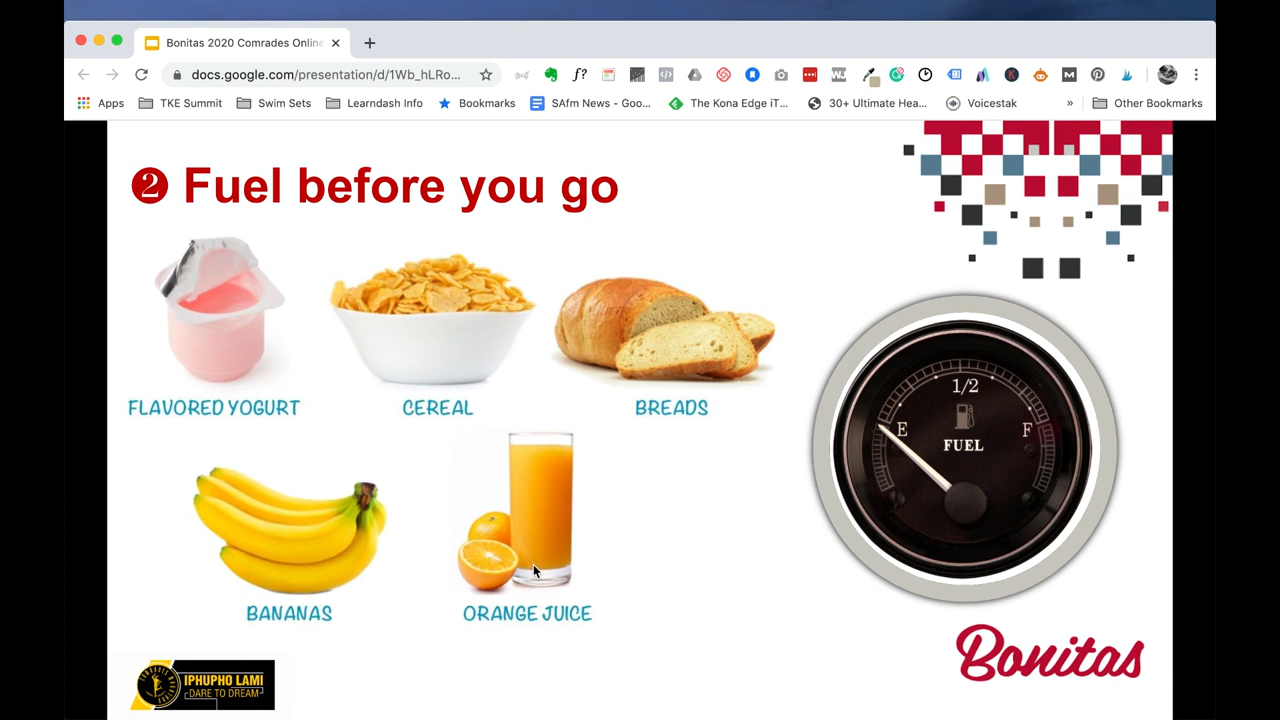 Bonitas 2020 Comrades Online
docs.google.com/presentation/d/1Wb_hLRo...
Apps
TKE Summit
Swim Sets
Learndash Info
Bookmarks
SAfm News - Goo...
The Kona Edge iT...
30+ Ultimate Hea...
Voicestak
»
Other Bookmarks
❷ Fuel before you go
FLAVORED YOGURT
CEREAL
BREADS
BANANAS
ORANGE JUICE
1/2
E
F
FUEL
Bonitas
IPHUPHO LAMI
DARE TO DREAM